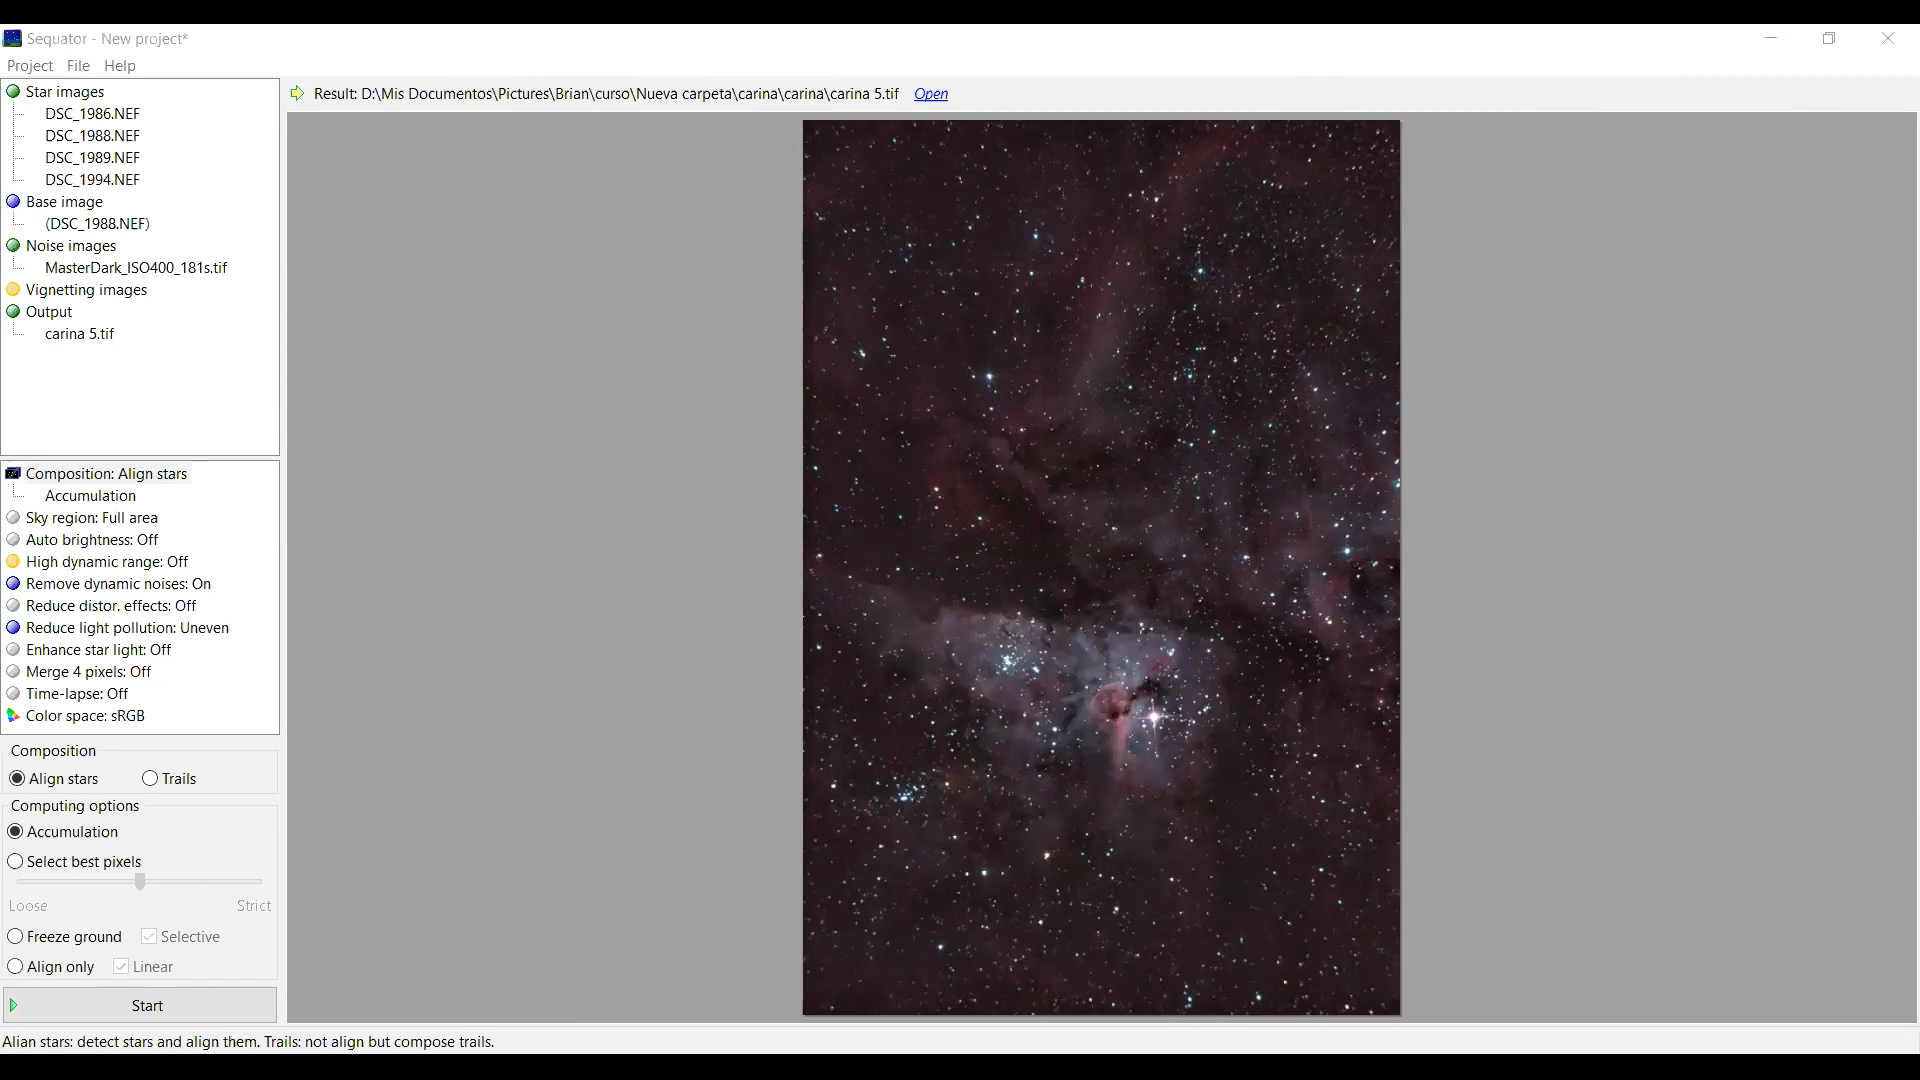 Sequator - New project*
Project File Help
Star images
DSC_1986.NEF
DSC_1988.NEF
DSC_1989.NEF
DSC_1994.NEF
Base image
(DSC_1988.NEF)
Noise images
MasterDark_ISO400_181s.tif
Vignetting images
Output
carina 5.tif
Result: D:\Mis Documentos\Pictures\Brian\curso\Nueva carpeta\carina\carina\carina 5.tif Open
Composition: Align stars
Accumulation
Sky region: Full area
Auto brightness: Off
High dynamic range: Off
Remove dynamic noises: On
Reduce distor. effects: Off
Reduce light pollution: Uneven
Enhance star light: Off
Merge 4 pixels: Off
Time-lapse: Off
Color space: sRGB
Composition
Align stars Trails
Computing options
Accumulation
Select best pixels
Loose Strict
Freeze ground Selective
Align only Linear
Start
Alian stars: detect stars and align them. Trails: not align but compose trails.